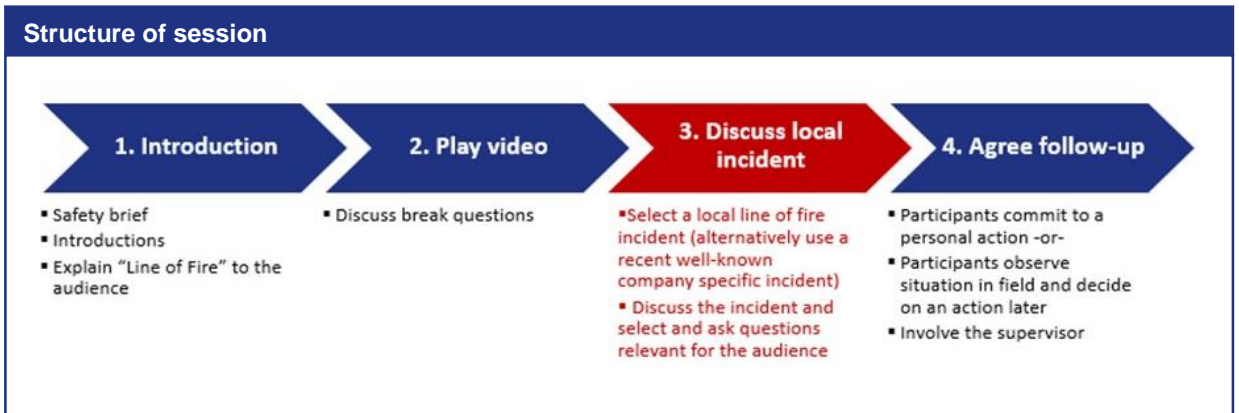 Structure of session
1. Introduction
▪ Safety brief
▪ Introductions
▪ Explain “Line of Fire” to the
audience
2. Play video
▪ Discuss break questions
3. Discuss local
incident
▪Select a local line of fire
incident (alternatively use a
recent well-known
company specific incident)
▪ Discuss the incident and
select and ask questions
relevant for the audience
4. Agree follow-up
▪ Participants commit to a
personal action -or-
▪ Participants observe
situation in field and decide
on an action later
▪ Involve the supervisor